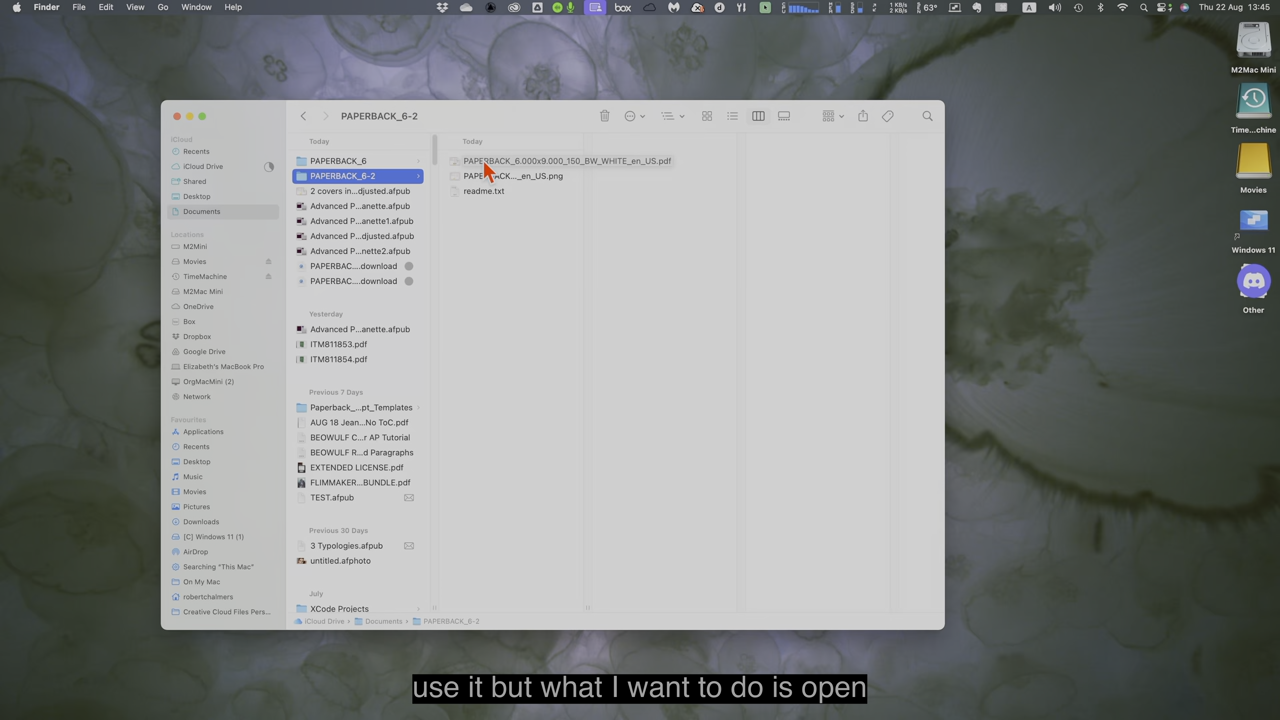 Finder File Edit View Go Window Help
box
1 KB/s
4 KB/s
63°
A
Thu 22 Aug 13:45
PAPERBACK_6-2
iCloud
Recents
iCloud Drive
Shared
Desktop
Documents
Locations
M2Mini
Movies
TimeMachine
M2Mac Mini
OneDrive
Box
Dropbox
Google Drive
Elizabeth's MacBook Pro
OrgMacMini (2)
Network
Favourites
Applications
Recents
Desktop
Music
Movies
Pictures
Downloads
[C] Windows 11 (1)
AirDrop
Searching "This Mac"
On My Mac
robertchalmers
Creative Cloud Files Pers...
Today
PAPERBACK_6
PAPERBACK_6-2
2 covers in...djusted.afpub
Advanced P...anette.afpub
Advanced P...anette1.afpub
Advanced P...djusted.afpub
Advanced P...nette2.afpub
PAPERBAC....download
PAPERBAC....download
Yesterday
Advanced P...anette.afpub
ITM811853.pdf
ITM811854.pdf
Previous 7 Days
Paperback_...pt_Templates
AUG 18 Jean...No ToC.pdf
BEOWULF C...r AP Tutorial
BEOWULF R...d Paragraphs
EXTENDED LICENSE.pdf
FLIMMAKER...BUNDLE.pdf
TEST.afpub
Previous 30 Days
3 Typologies.afpub
untitled.afphoto
July
XCode Projects
Today
PAPERBACK_6.000x9.000_150_BW_WHITE_en_US.pdf
PAPERBACK..._en_US.png
readme.txt
iCloud Drive › Documents › PAPERBACK_6-2
M2Mac Mini
Time...chine
Movies
Windows 11
Other
use it but what I want to do is open